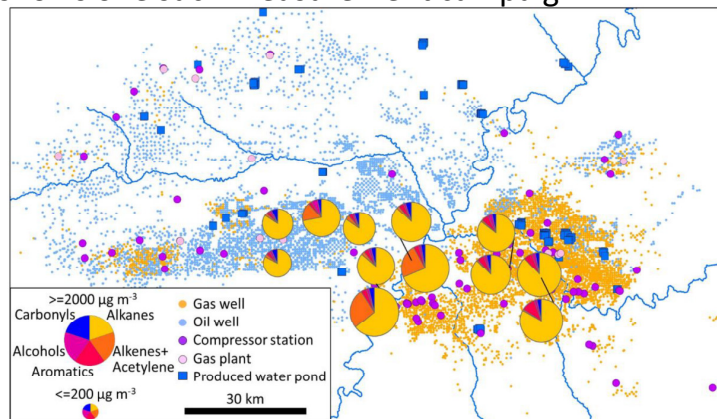 >=2000 µg m⁻³
Carbonyls
Alkanes
Alcohols
Alkenes+
Acetylene
Aromatics
<=200 µg m⁻³
Gas well
Oil well
Compressor station
Gas plant
Produced water pond
30 km